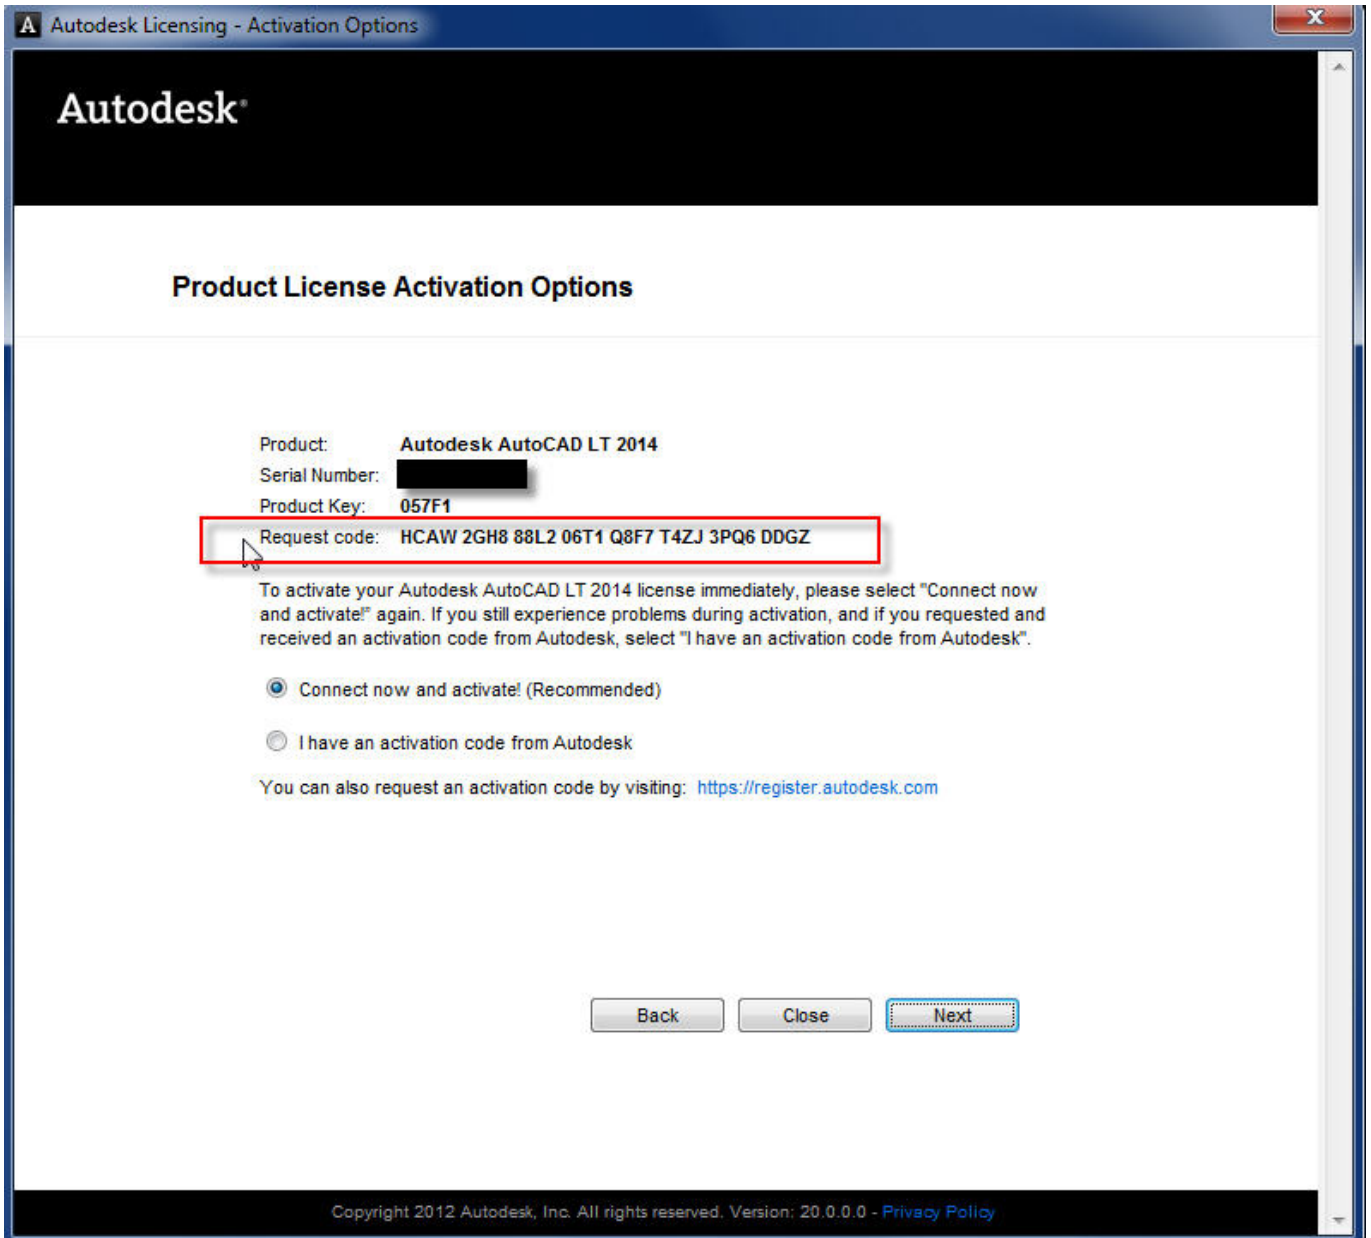 A Autodesk Licensing - Activation Options
X
Autodesk®
Product License Activation Options
Product: Autodesk AutoCAD LT 2014
Serial Number:
Product Key: 057F1
Request code: HCAW 2GH8 88L2 06T1 Q8F7 T4ZJ 3PQ6 DDGZ
To activate your Autodesk AutoCAD LT 2014 license immediately, please select "Connect now
and activate!" again. If you still experience problems during activation, and if you requested and
received an activation code from Autodesk, select "I have an activation code from Autodesk".
Connect now and activate! (Recommended)
I have an activation code from Autodesk
You can also request an activation code by visiting: https://register.autodesk.com
Back Close Next
Copyright 2012 Autodesk, Inc. All rights reserved. Version: 20.0.0.0 - Privacy Policy